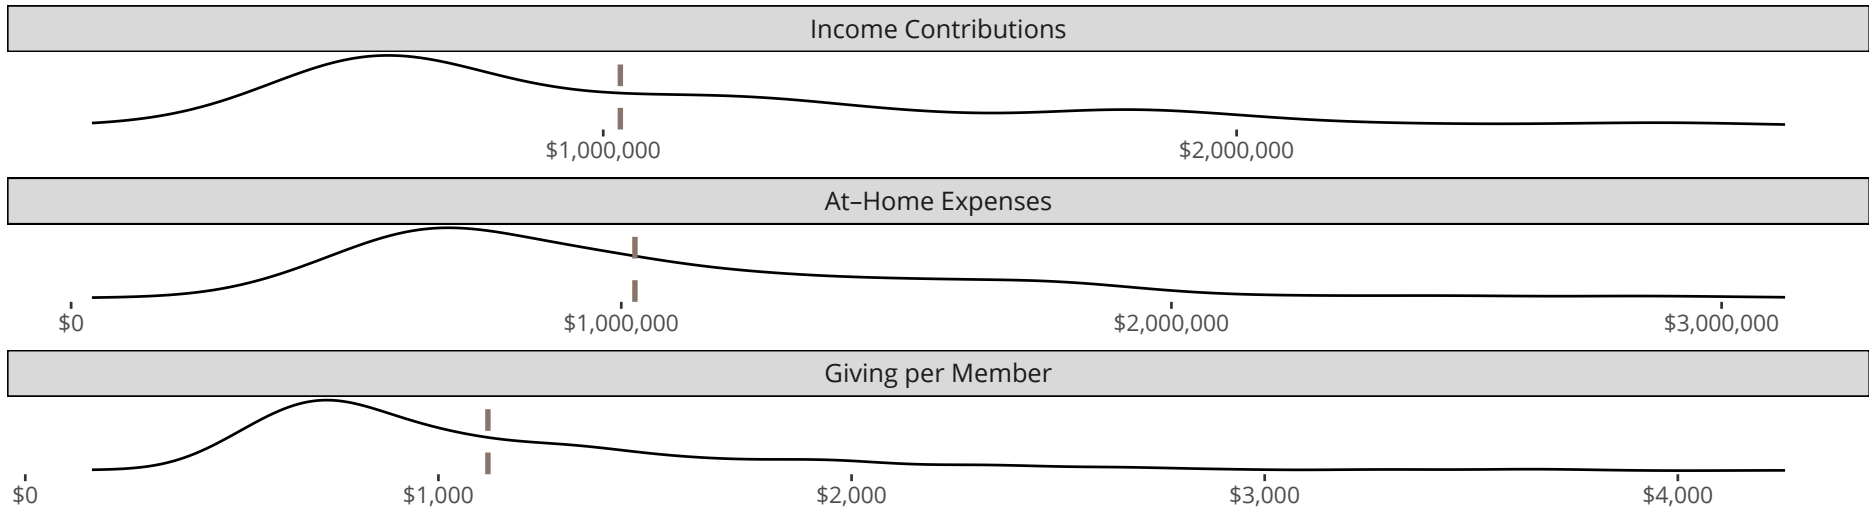 Income Contributions
$1,000,000 $2,000,000
At–Home Expenses
$0 $1,000,000 $2,000,000 $3,000,000
Giving per Member
$0 $1,000 $2,000 $3,000 $4,000